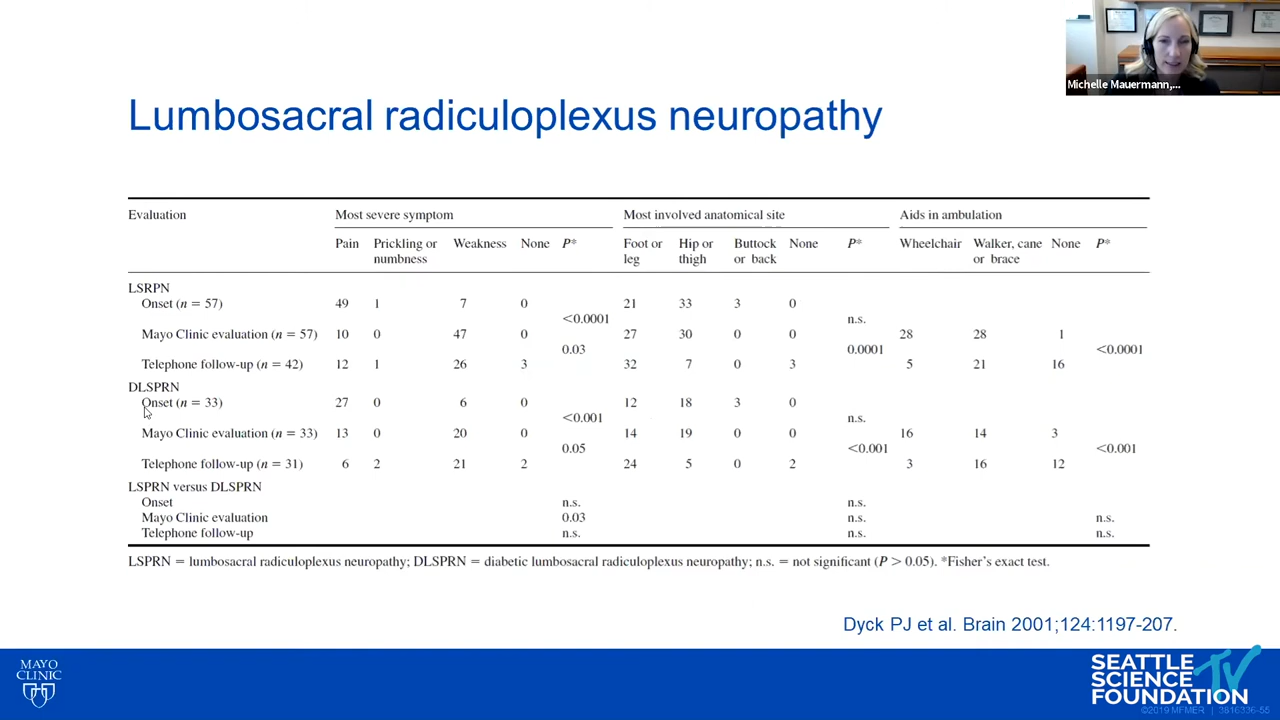 Michelle Mauermann,...
Lumbosacral radiculoplexus neuropathy
Evaluation Most severe symptom Most involved anatomical site Aids in ambulation
Pain Prickling or numbness Weakness None P* Foot or leg Hip or thigh Buttock or back None P* Wheelchair Walker, cane or brace None P*
LSRPN
Onset (n = 57) 49 1 7 0 21 33 3 0
<0.0001 n.s.
Mayo Clinic evaluation (n = 57) 10 0 47 0 27 30 0 0 28 28 1
0.03 0.0001 <0.0001
Telephone follow-up (n = 42) 12 1 26 3 32 7 0 3 5 21 16
DLSPRN
Onset (n = 33) 27 0 6 0 12 18 3 0
<0.001 n.s.
Mayo Clinic evaluation (n = 33) 13 0 20 0 14 19 0 0 16 14 3
0.05 <0.001 <0.001
Telephone follow-up (n = 31) 6 2 21 2 24 5 0 2 3 16 12
LSPRN versus DLSPRN
Onset n.s. n.s.
Mayo Clinic evaluation 0.03 n.s. n.s.
Telephone follow-up n.s. n.s. n.s.
LSPRN = lumbosacral radiculoplexus neuropathy; DLSPRN = diabetic lumbosacral radiculoplexus neuropathy; n.s. = not significant (P > 0.05). *Fisher's exact test.
Dyck PJ et al. Brain 2001;124:1197-207.
MAYO
CLINIC
SEATTLE
SCIENCE
FOUNDATION
TV
©2019 MFMER | 3816336-55